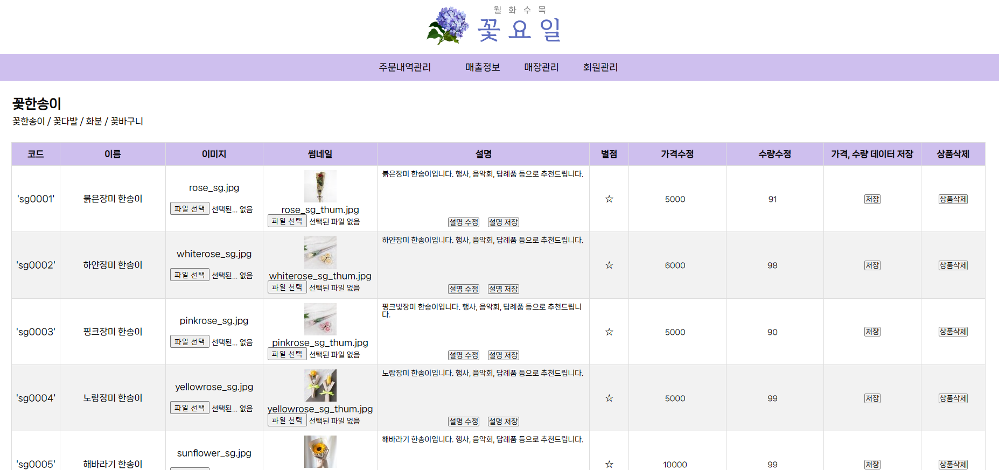 월 화 수 목
꽃요일
주문내역관리 매출정보 매장관리 회원관리
꽃한송이
꽃한송이 / 꽃다발 / 화분 / 꽃바구니
코드 이름 이미지 썸네일 설명 별점 가격수정 수량수정 가격, 수량 데이터 저장 상품삭제
'sg0001' 붉은장미 한송이 rose_sg.jpg
파일 선택 선택된... 없음
rose_sg_thum.jpg
파일 선택 선택된 파일 없음
붉은장미 한송이입니다. 행사, 음악회, 답례품 등으로 추천드립니다.
설명 수정 설명 저장
☆ 5000 91 저장 상품삭제
'sg0002' 하얀장미 한송이 whiterose_sg.jpg
파일 선택 선택된... 없음
whiterose_sg_thum.jpg
파일 선택 선택된 파일 없음
하얀장미 한송이입니다. 행사, 음악회, 답례품 등으로 추천드립니다.
설명 수정 설명 저장
☆ 6000 98 저장 상품삭제
'sg0003' 핑크장미 한송이 pinkrose_sg.jpg
파일 선택 선택된... 없음
pinkrose_sg_thum.jpg
파일 선택 선택된 파일 없음
핑크빛장미 한송이입니다. 행사, 음악회, 답례품 등으로 추천드립니
다.
설명 수정 설명 저장
☆ 5000 90 저장 상품삭제
'sg0004' 노랑장미 한송이 yellowrose_sg.jpg
파일 선택 선택된... 없음
yellowrose_sg_thum.jpg
파일 선택 선택된 파일 없음
노랑장미 한송이입니다. 행사, 음악회, 답례품 등으로 추천드립니다.
설명 수정 설명 저장
☆ 5000 99 저장 상품삭제
'sg0005' 해바라기 한송이 sunflower_sg.jpg
해바라기 한송이입니다. 행사, 음악회, 답례품 등으로 추천드립니다.
☆ 10000 99 저장 상품삭제